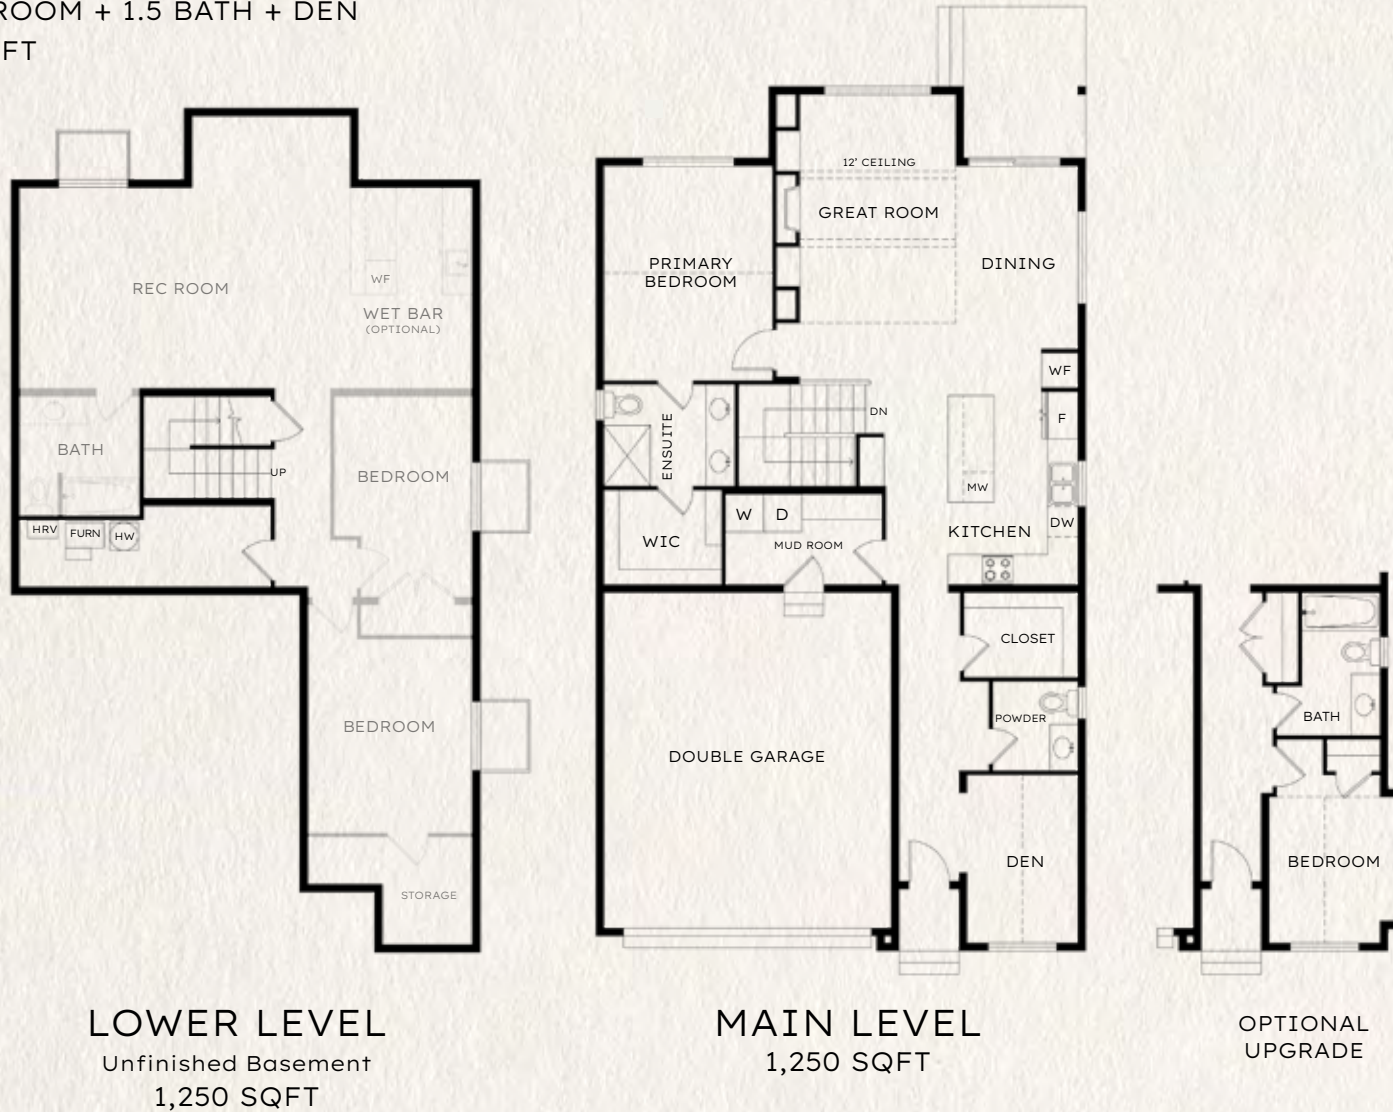 ROOM + 1.5 BATH + DEN
FT
REC ROOM
WF
WET BAR
(OPTIONAL)
BATH
UP
BEDROOM
HRV
FURN
HW
BEDROOM
STORAGE
LOWER LEVEL
Unfinished Basement
1,250 SQFT
12' CEILING
GREAT ROOM
PRIMARY
BEDROOM
DINING
WF
DN
F
ENSUITE
MW
W D
DW
KITCHEN
WIC
MUD ROOM
CLOSET
POWDER
DOUBLE GARAGE
DEN
MAIN LEVEL
1,250 SQFT
BATH
BEDROOM
OPTIONAL
UPGRADE